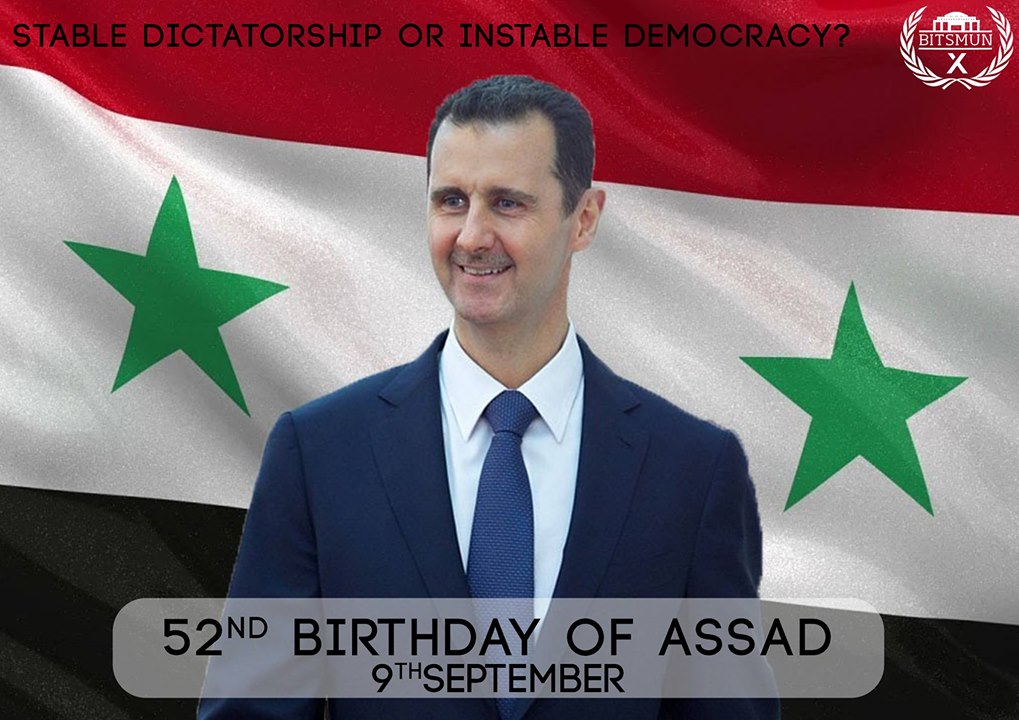 STABLE DICTATORSHIP OR INSTABLE DEMOCRACY?
BITSMUN
X
52ND BIRTHDAY OF ASSAD
9THSEPTEMBER